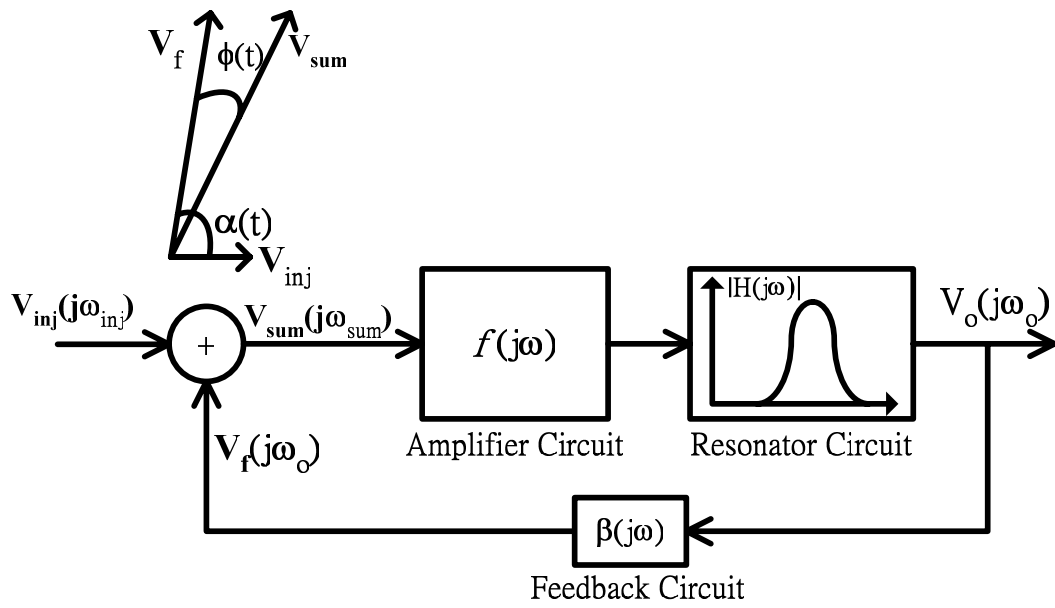 V_f
ϕ(t)
V_sum
α(t)
V_inj
V_inj(jω_inj)
+
V_sum(jω_sum)
f(jω)
|H(jω)|
V_o(jω_o)
Amplifier Circuit
Resonator Circuit
V_f(jω_o)
β(jω)
Feedback Circuit